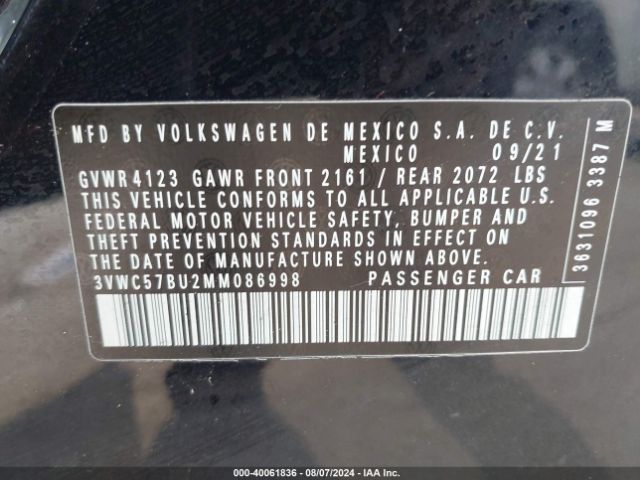 MFD BY VOLKSWAGEN DE MEXICO S.A. DE C.V.
MEXICO 09/21
GVWR 4123 GAWR FRONT 2161 / REAR 2072 LBS
THIS VEHICLE CONFORMS TO ALL APPLICABLE U.S.
FEDERAL MOTOR VEHICLE SAFETY, BUMPER AND
THEFT PREVENTION STANDARDS IN EFFECT ON
THE DATE OF MANUFACTURE SHOWN ABOVE.
3VWC57BU2MM086998 PASSENGER CAR
3631096 3387 M
000-40061836 - 08/07/2024 - IAAI.COM